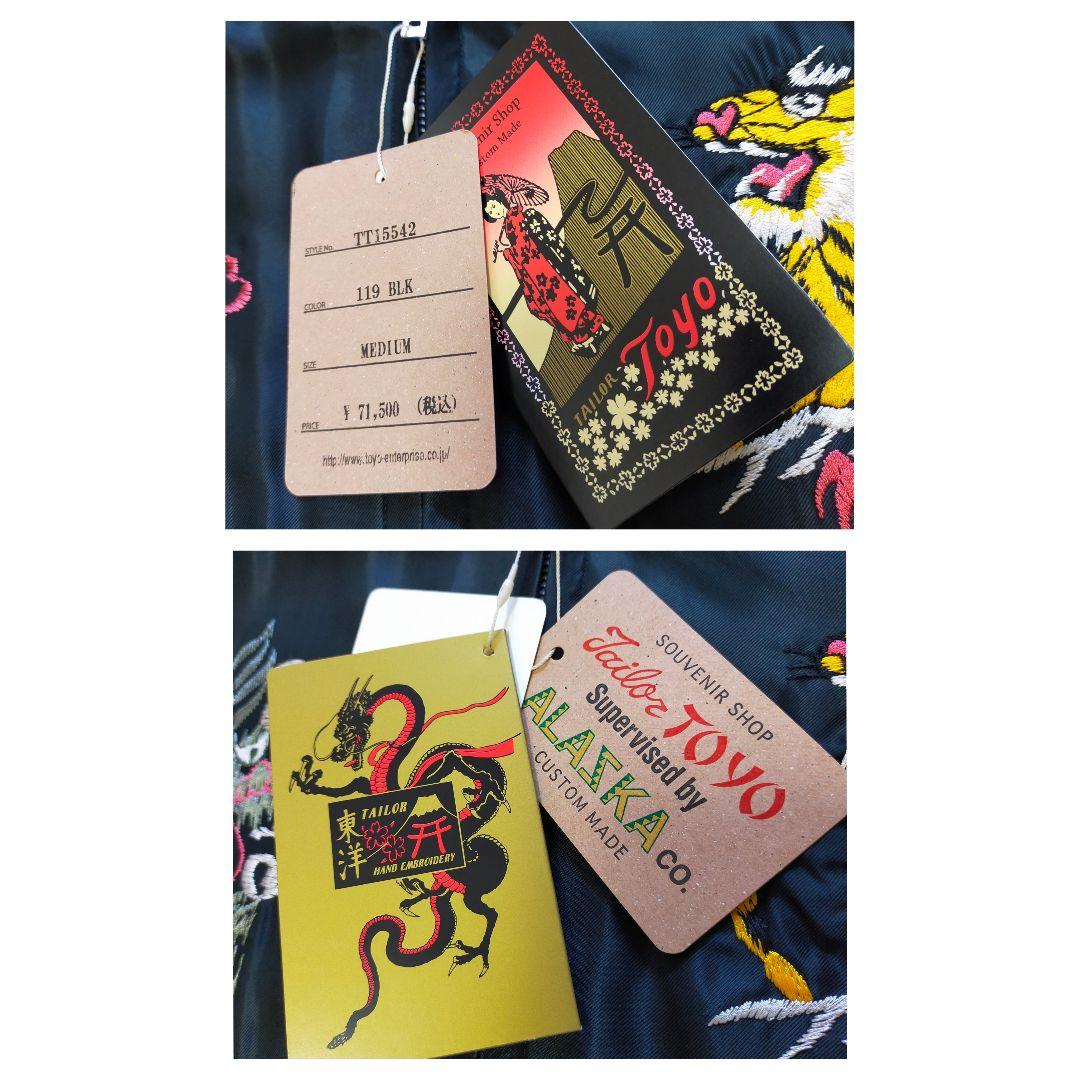 STYLE No. TT15542
COLOR 119 BLK
SIZE MEDIUM
PRICE ¥ 71,500 (税込)
http://www.toyo-enterprise.co.jp/
Shop
Made
TAILOR Toyo
TAILOR
東洋
HAND EMBROIDERY
SOUVENIR SHOP
Tailor TOYO
Supervised by
ALASKA CO.
CUSTOM MADE